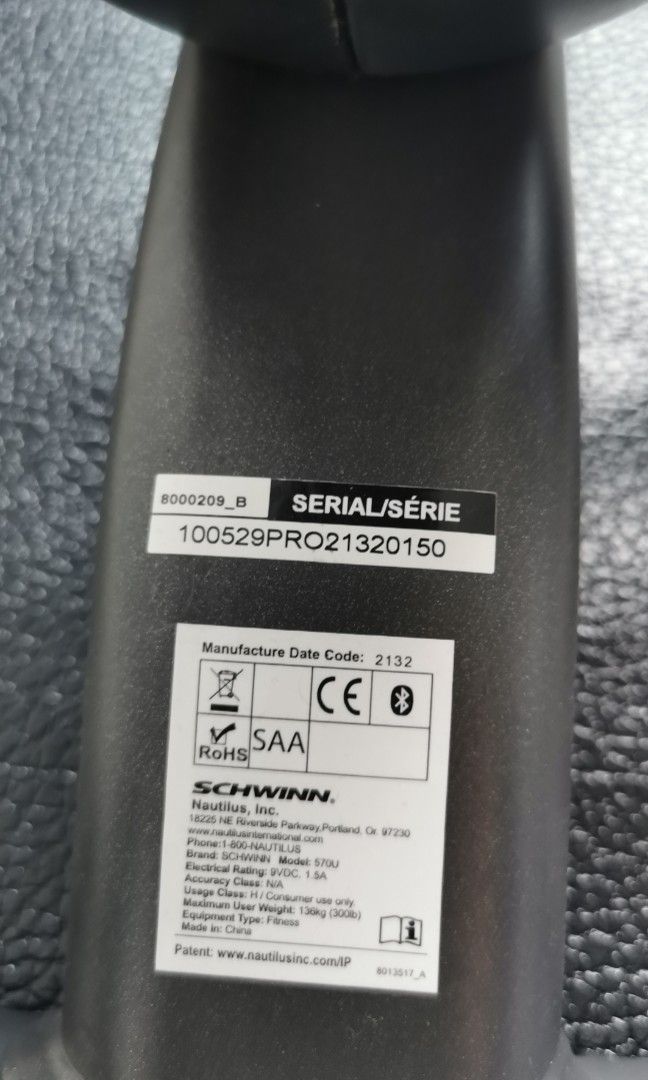 8000209_B SERIAL/SÉRIE
100529PRO21320150
Manufacture Date Code: 2132
CE
RoHS SAA
SCHWINN®
Nautilus, Inc.
18225 NE Riverside Parkway,Portland, Or. 97230
www.nautilusinternational.com
Phone:1-800-NAUTILUS
Brand: SCHWINN Model: 570U
Electrical Rating: 9VDC, 1.5A
Accuracy Class: N/A
Usage Class: H / Consumer use only
Maximum User Weight: 136kg (300lb)
Equipment Type: Fitness
Made in: China
Patent: www.nautilusinc.com/IP
8013517_A